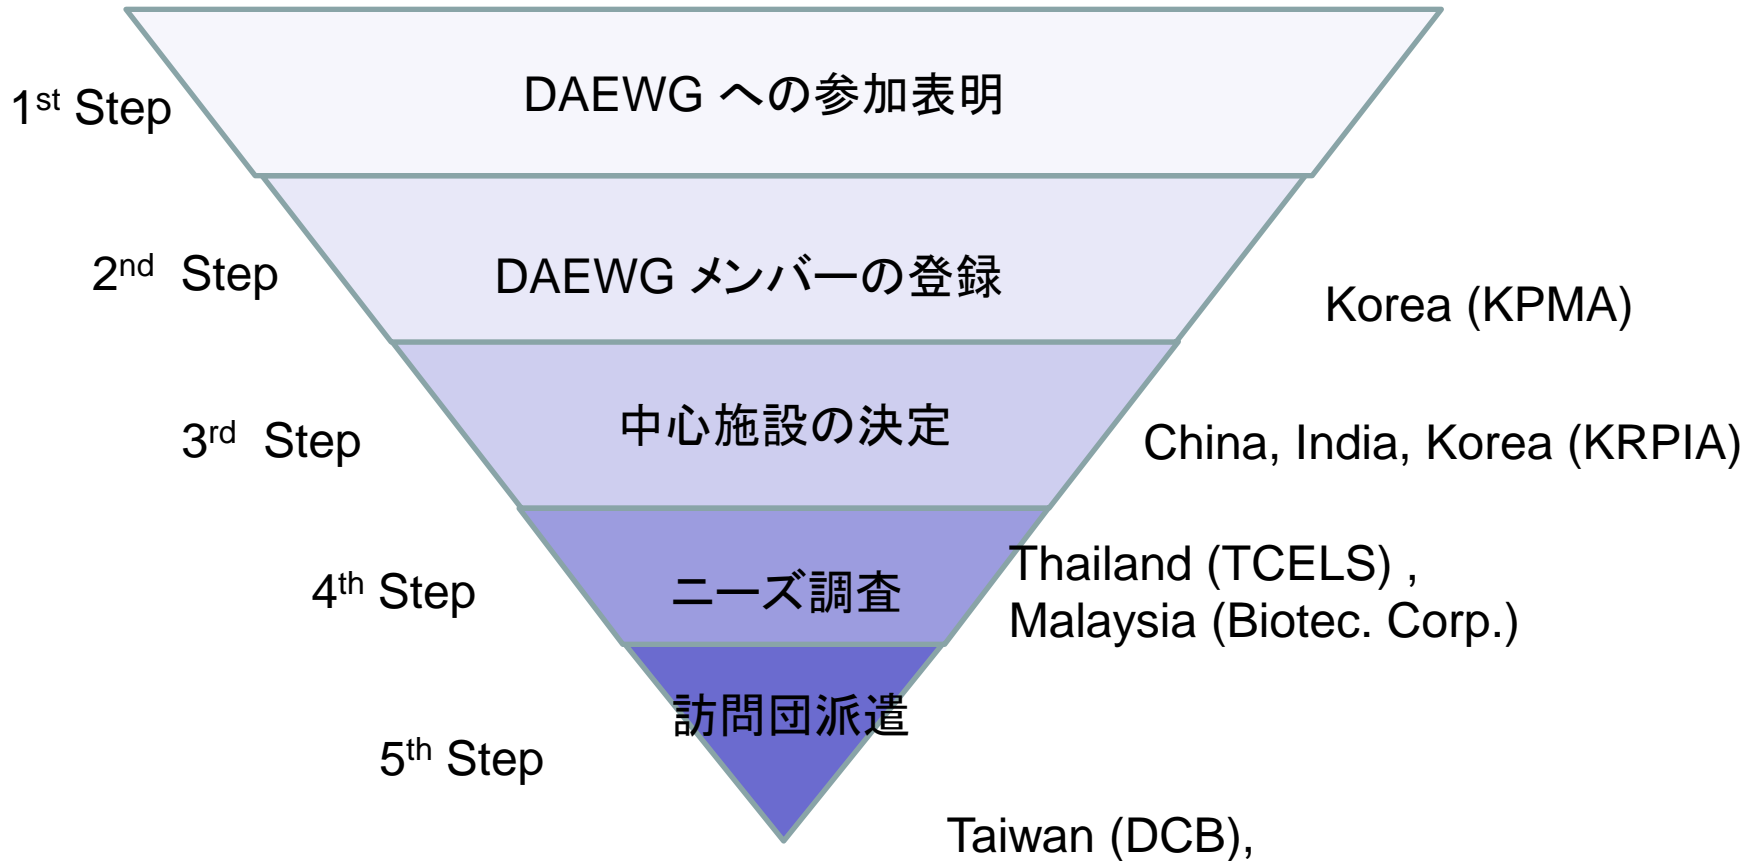 1st Step
DAEWG への参加表明
2nd Step
DAEWG メンバーの登録
Korea (KPMA)
3rd Step
中心施設の決定
China, India, Korea (KRPIA)
4th Step
ニーズ調査
Thailand (TCELS) ,
Malaysia (Biotec. Corp.)
訪問団派遣
5th Step
Taiwan (DCB),